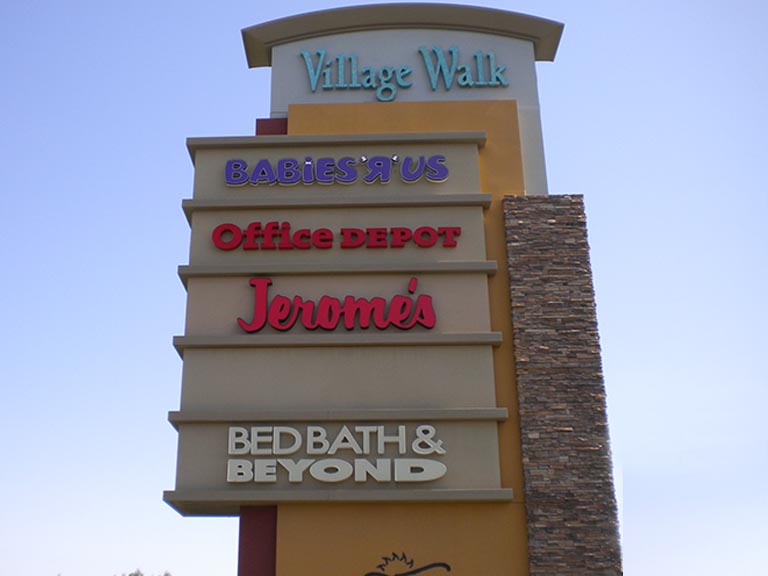 Village Walk
BABiES"R"US
Office DEPOT
Jerome's
BED BATH &
BEYOND